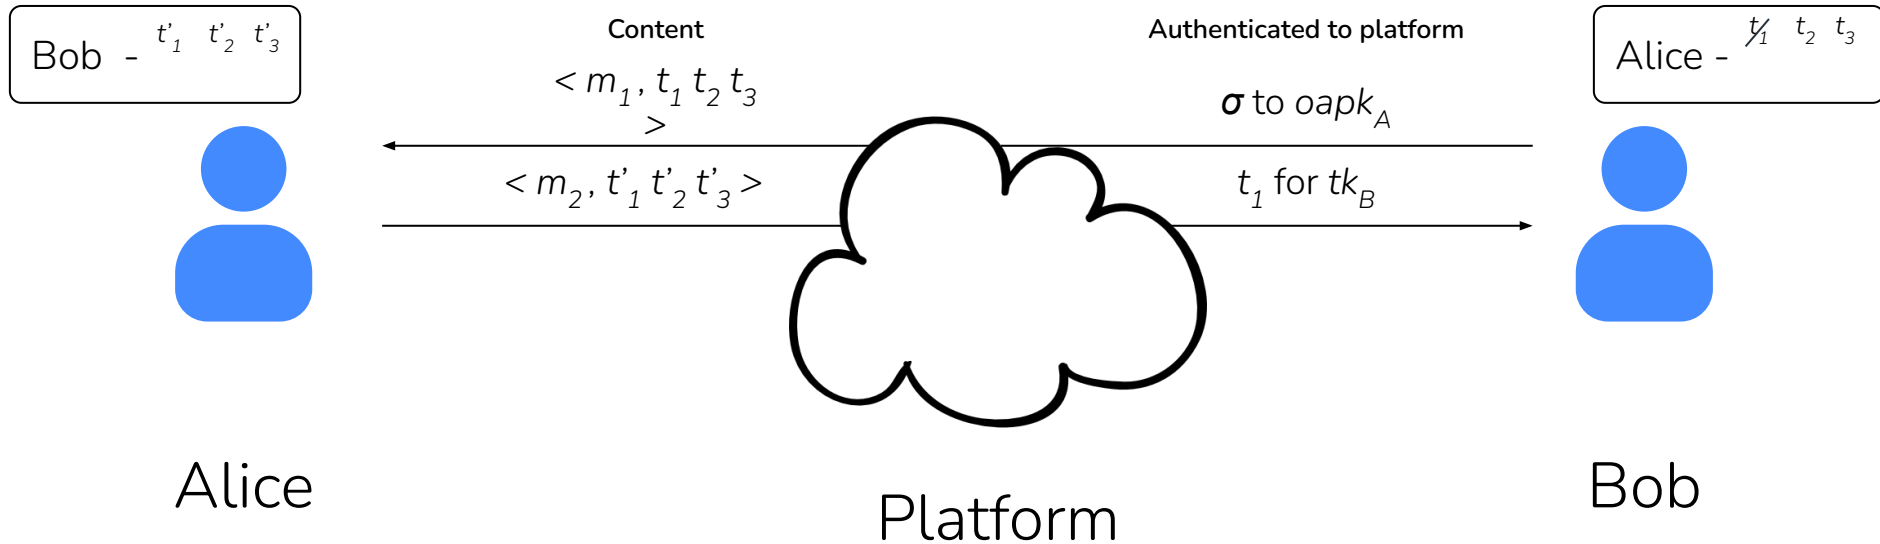 Bob - t’1 t’2 t’3
Content
Authenticated to platform
Alice - t1 t2 t3
< m1, t1 t2 t3
>
σ to oapkA
< m2, t’1 t’2 t’3 >
t1 for tkB
Alice
Platform
Bob